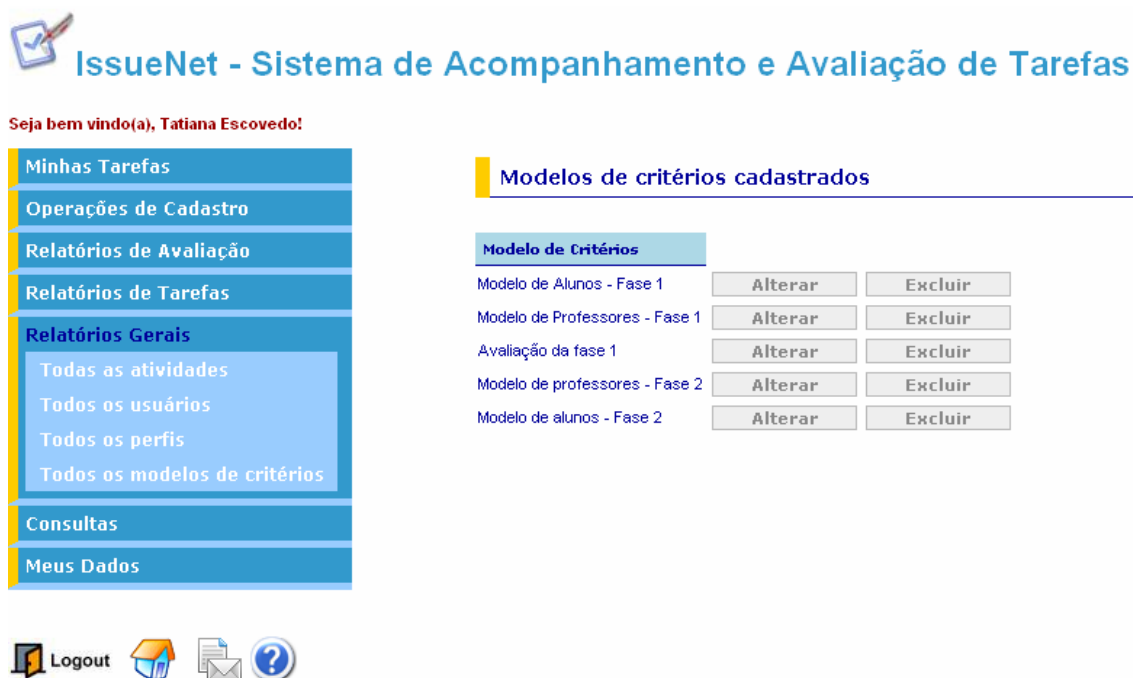 IssueNet - Sistema de Acompanhamento e Avaliação de Tarefas
Seja bem vindo(a), Tatiana Escovedo!
Minhas Tarefas
Operações de Cadastro
Relatórios de Avaliação
Relatórios de Tarefas
Relatórios Gerais
Todas as atividades
Todos os usuários
Todos os perfis
Todos os modelos de critérios
Consultas
Meus Dados
Logout
Modelos de critérios cadastrados
Modelo de Critérios
Modelo de Alunos - Fase 1 Alterar Excluir
Modelo de Professores - Fase 1 Alterar Excluir
Avaliação da fase 1 Alterar Excluir
Modelo de professores - Fase 2 Alterar Excluir
Modelo de alunos - Fase 2 Alterar Excluir